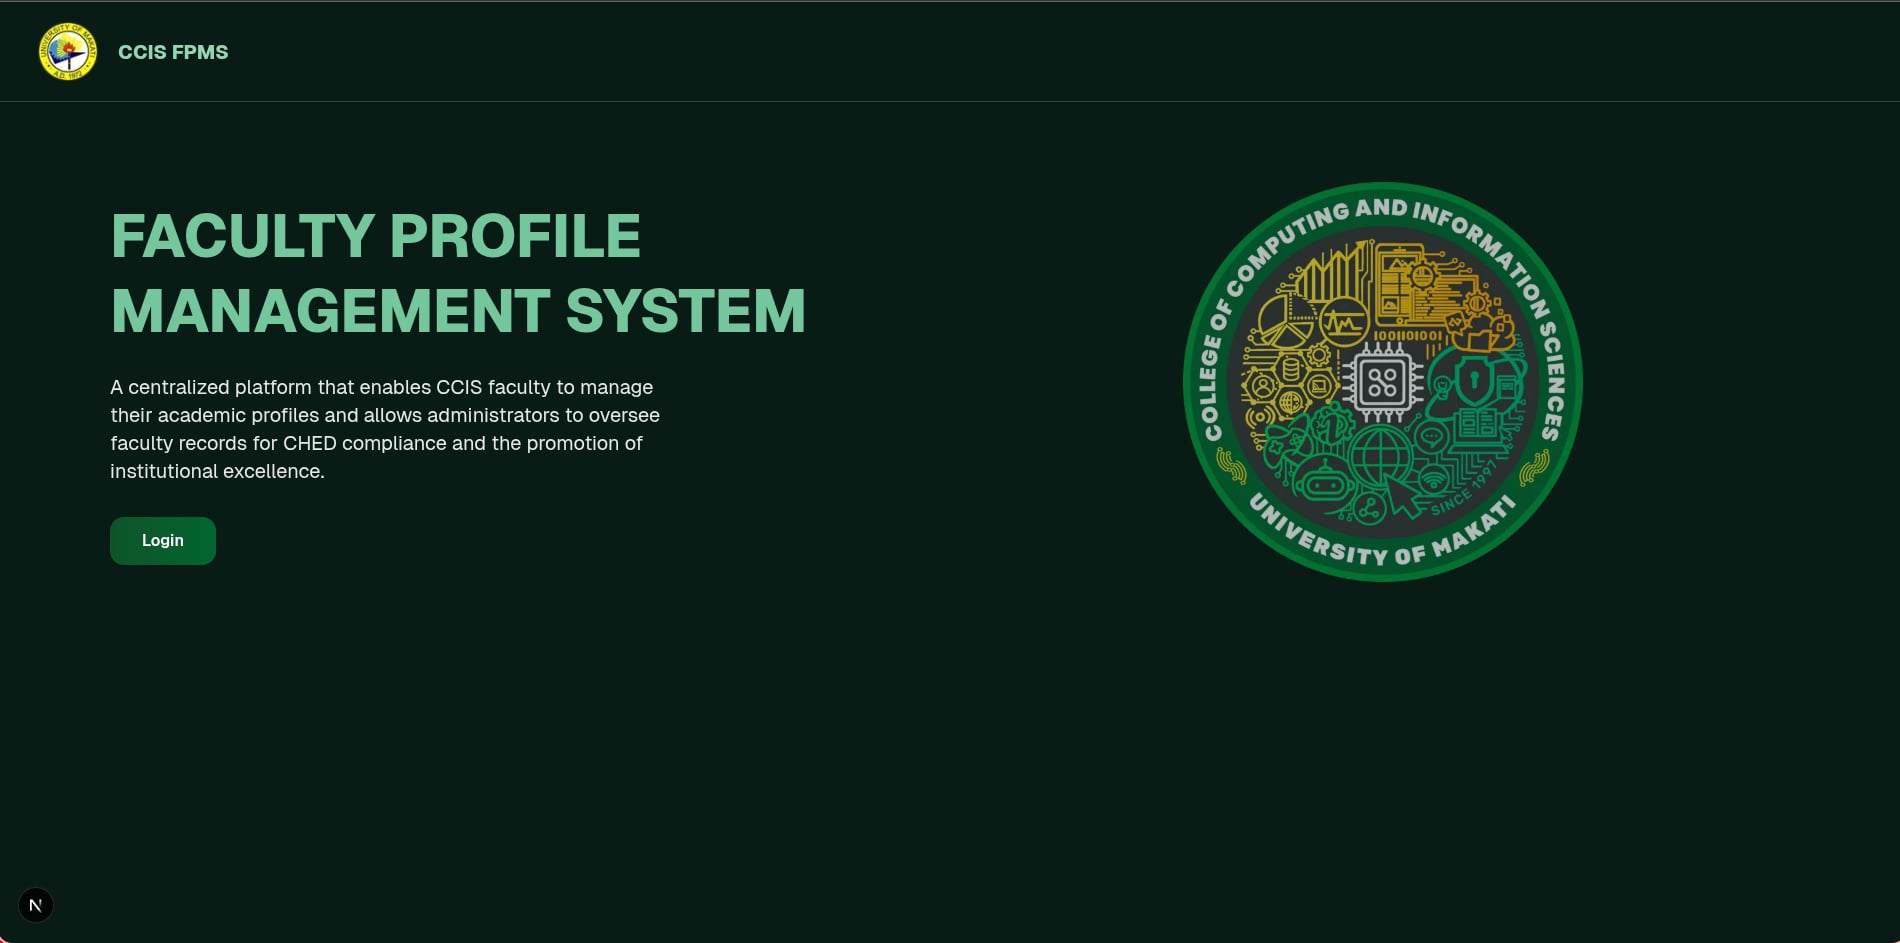 UNIVERSITY OF MAKATI
A.D. 1972
CCIS FPMS
FACULTY PROFILE
MANAGEMENT SYSTEM
A centralized platform that enables CCIS faculty to manage
their academic profiles and allows administrators to oversee
faculty records for CHED compliance and the promotion of
institutional excellence.
Login
COLLEGE OF COMPUTING AND INFORMATION SCIENCES
1001101001
SINCE 1997
UNIVERSITY OF MAKATI
N